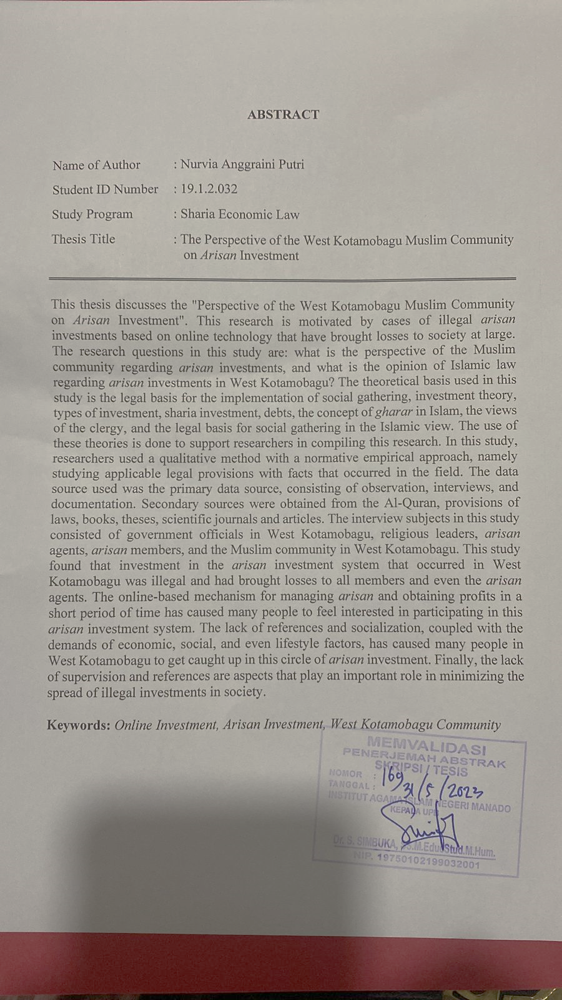 ABSTRACT
Name of Author : Nurvia Anggraini Putri
Student ID Number : 19.1.2.032
Study Program : Sharia Economic Law
Thesis Title : The Perspective of the West Kotamobagu Muslim Community
on Arisan Investment
This thesis discusses the "Perspective of the West Kotamobagu Muslim Community
on Arisan Investment". This research is motivated by cases of illegal arisan
investments based on online technology that have brought losses to society at large.
The research questions in this study are: what is the perspective of the Muslim
community regarding arisan investments, and what is the opinion of Islamic law
regarding arisan investments in West Kotamobagu? The theoretical basis used in this
study is the legal basis for the implementation of social gathering, investment theory,
types of investment, sharia investment, debts, the concept of gharar in Islam, the views
of the clergy, and the legal basis for social gathering in the Islamic view. The use of
these theories is done to support researchers in compiling this research. In this study,
researchers used a qualitative method with a normative empirical approach, namely
studying applicable legal provisions with facts that occurred in the field. The data
source used was the primary data source, consisting of observation, interviews, and
documentation. Secondary sources were obtained from the Al-Quran, provisions of
laws, books, theses, scientific journals and articles. The interview subjects in this study
consisted of government officials in West Kotamobagu, religious leaders, arisan
agents, arisan members, and the Muslim community in West Kotamobagu. This study
found that investment in the arisan investment system that occurred in West
Kotamobagu was illegal and had brought losses to all members and even the arisan
agents. The online-based mechanism for managing arisan and obtaining profits in a
short period of time has caused many people to feel interested in participating in this
arisan investment system. The lack of references and socialization, coupled with the
demands of economic, social, and even lifestyle factors, has caused many people in
West Kotamobagu to get caught up in this circle of arisan investment. Finally, the lack
of supervision and references are aspects that play an important role in minimizing the
spread of illegal investments in society.
Keywords: Online Investment, Arisan Investment, West Kotamobagu Community
MEMVALIDASI
PENERJEMAH ABSTRAK
SKRIPSI / TESIS
NOMOR : 169
TANGGAL : 31/5/2023
INSTITUT AGAMA ISLAM NEGERI MANADO
KEPALA UPB
Dr. S. SIMBUKA, M.Edu.Stud.M.Hum.
NIP. 19750102199032001